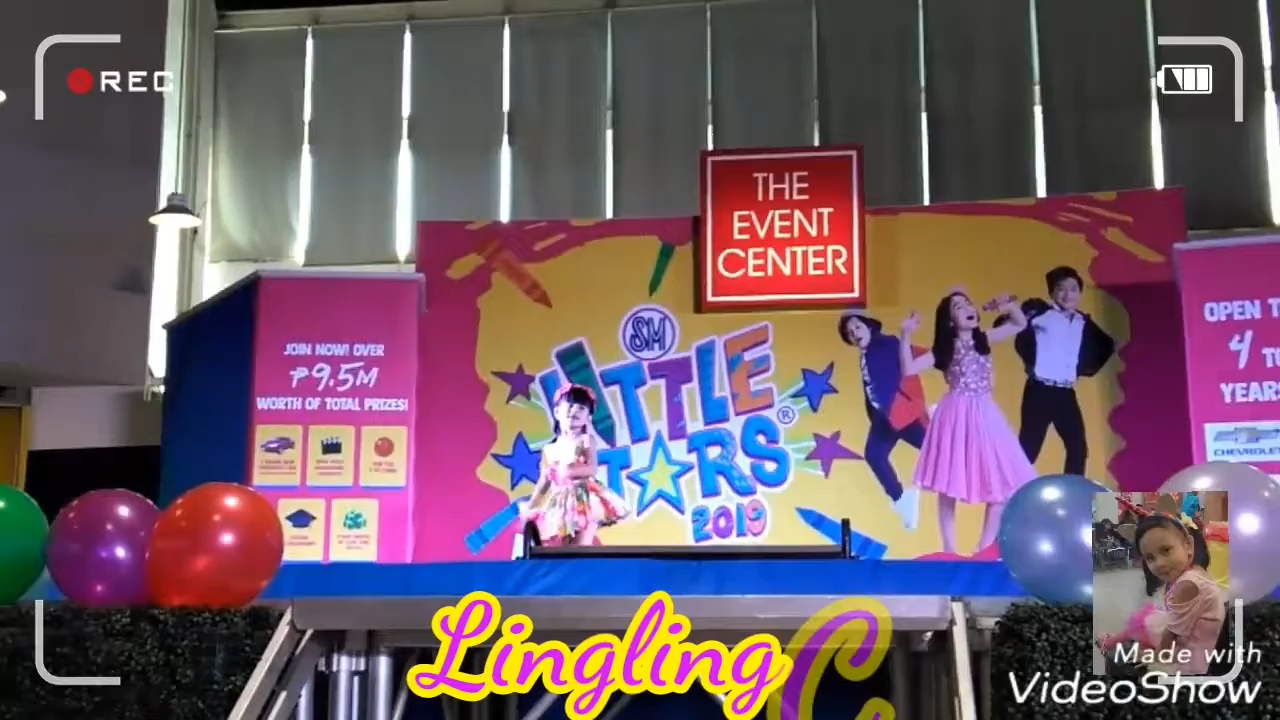 REC
THE
EVENT
CENTER
JOIN NOW! OVER
₱9.5M
WORTH OF TOTAL PRIZES!
SM
LITTLE
STARS®
2019
OPEN T
4 TO
YEAR
CHEVROLET
Lingling C
Made with
VideoShow